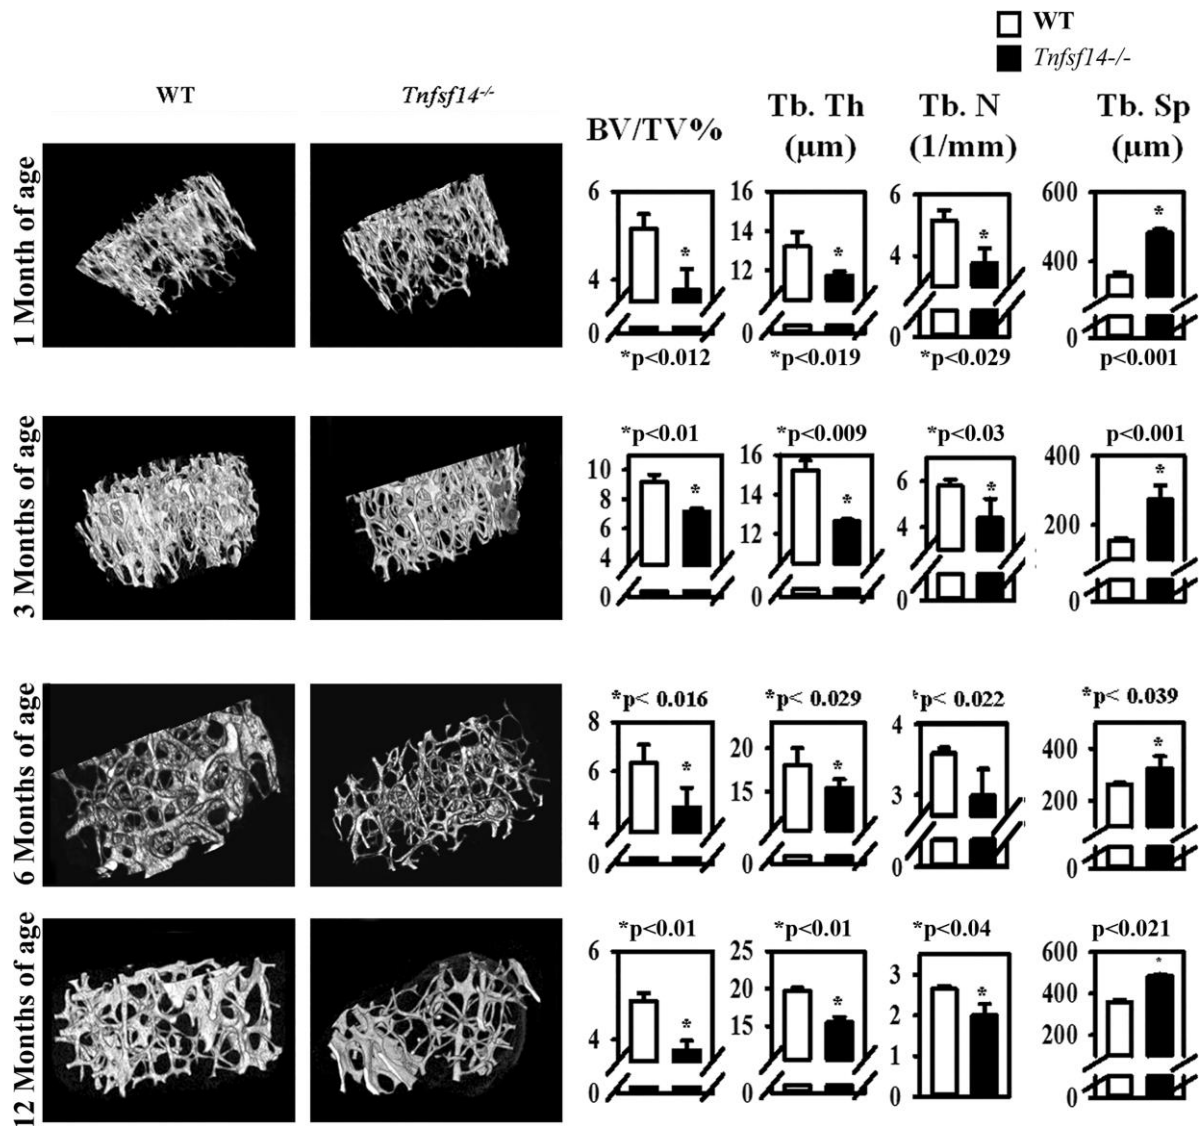 WT
Tnfsf14-/-
WT
Tnfsf14-/-
BV/TV%
Tb. Th
(µm)
Tb. N
(1/mm)
Tb. Sp
(µm)
1 Month of age
6
4
0
*
*p<0.012
16
14
12
0
*
*p<0.019
6
4
0
*
*p<0.029
600
400
0
*
p<0.001
3 Months of age
*p<0.01
10
8
6
4
0
*
*p<0.009
16
14
12
0
*
*p<0.03
6
4
0
*
p<0.001
400
200
0
*
6 Months of age
*p< 0.016
8
6
4
0
*
*p< 0.029
20
15
0
*
*p< 0.022
4
3
0
*p< 0.039
400
200
0
*
12 Months of age
*p<0.01
6
4
0
*
*p<0.01
25
20
15
0
*
*p<0.04
3
2
1
0
*
p<0.021
600
400
200
0
*